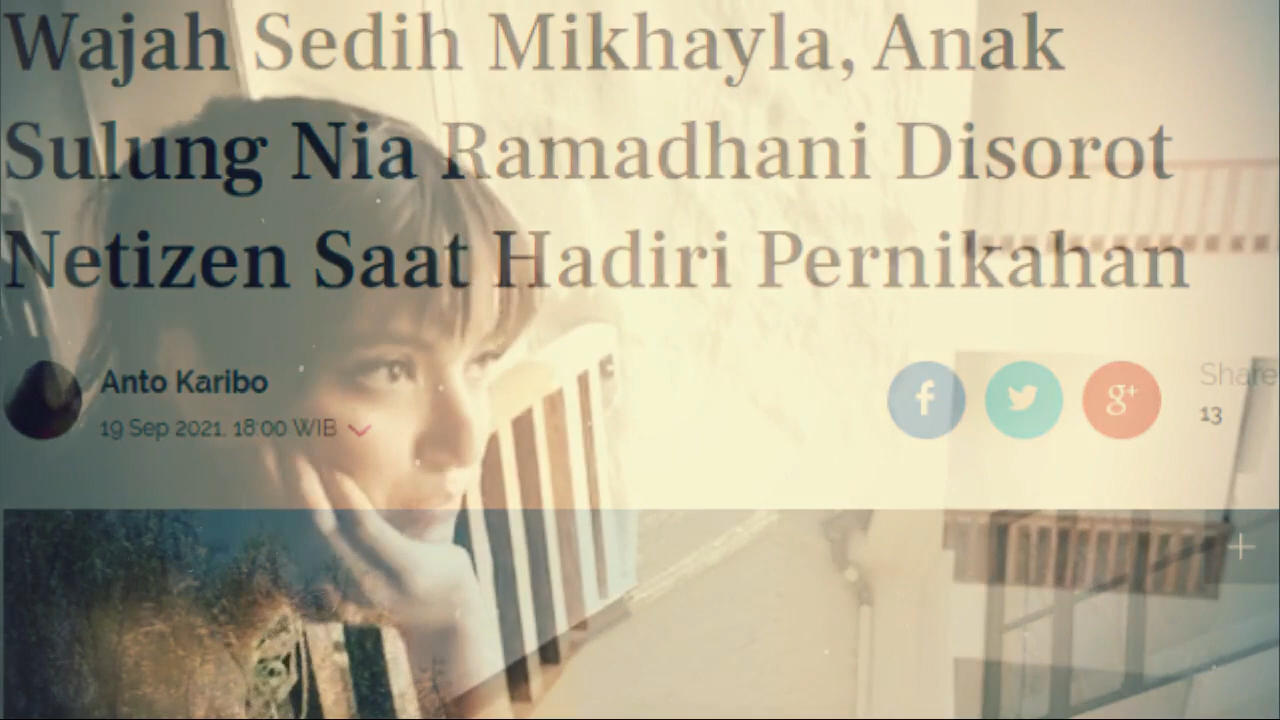 Wajah Sedih Mikhayla, Anak
Sulung Nia Ramadhani Disorot
Netizen Saat Hadiri Pernikahan
Anto Karibo
19 Sep 2021, 18:00 WIB
f
g+
Share
13